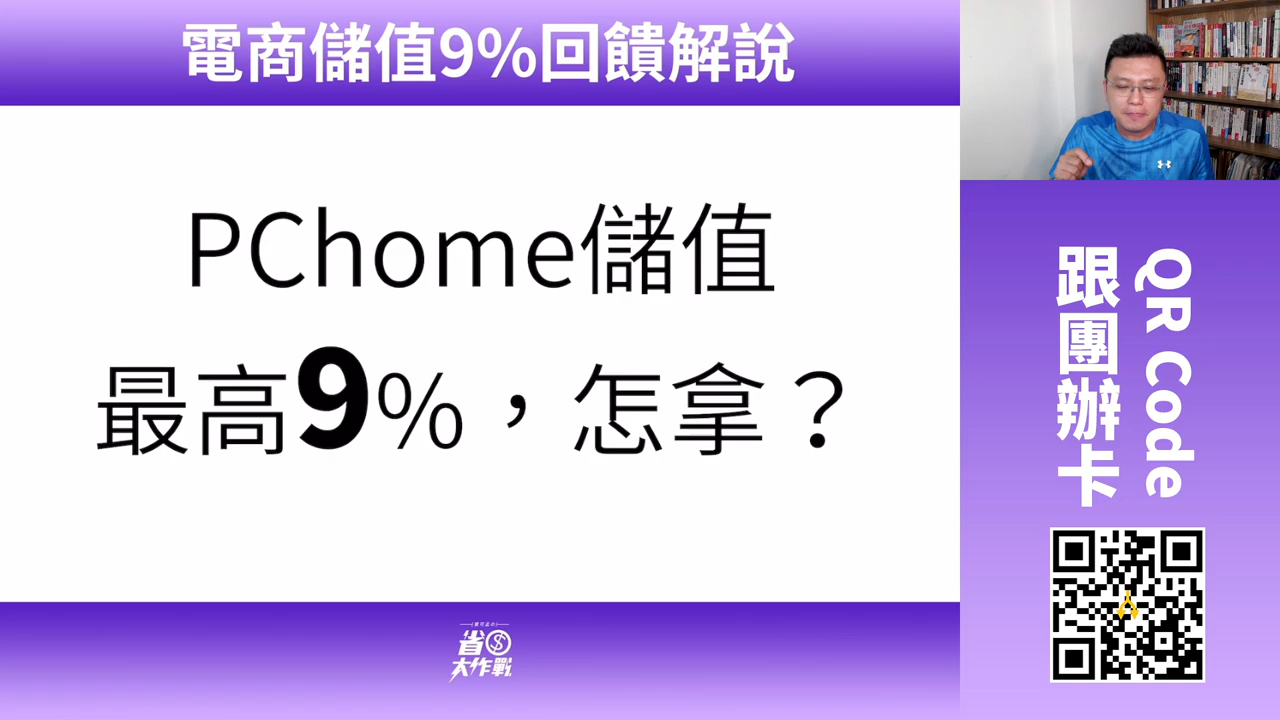 電商儲值9%回饋解說
PChome儲值
最高9%，怎拿？
QR Code
跟團辦卡
省
大作戰